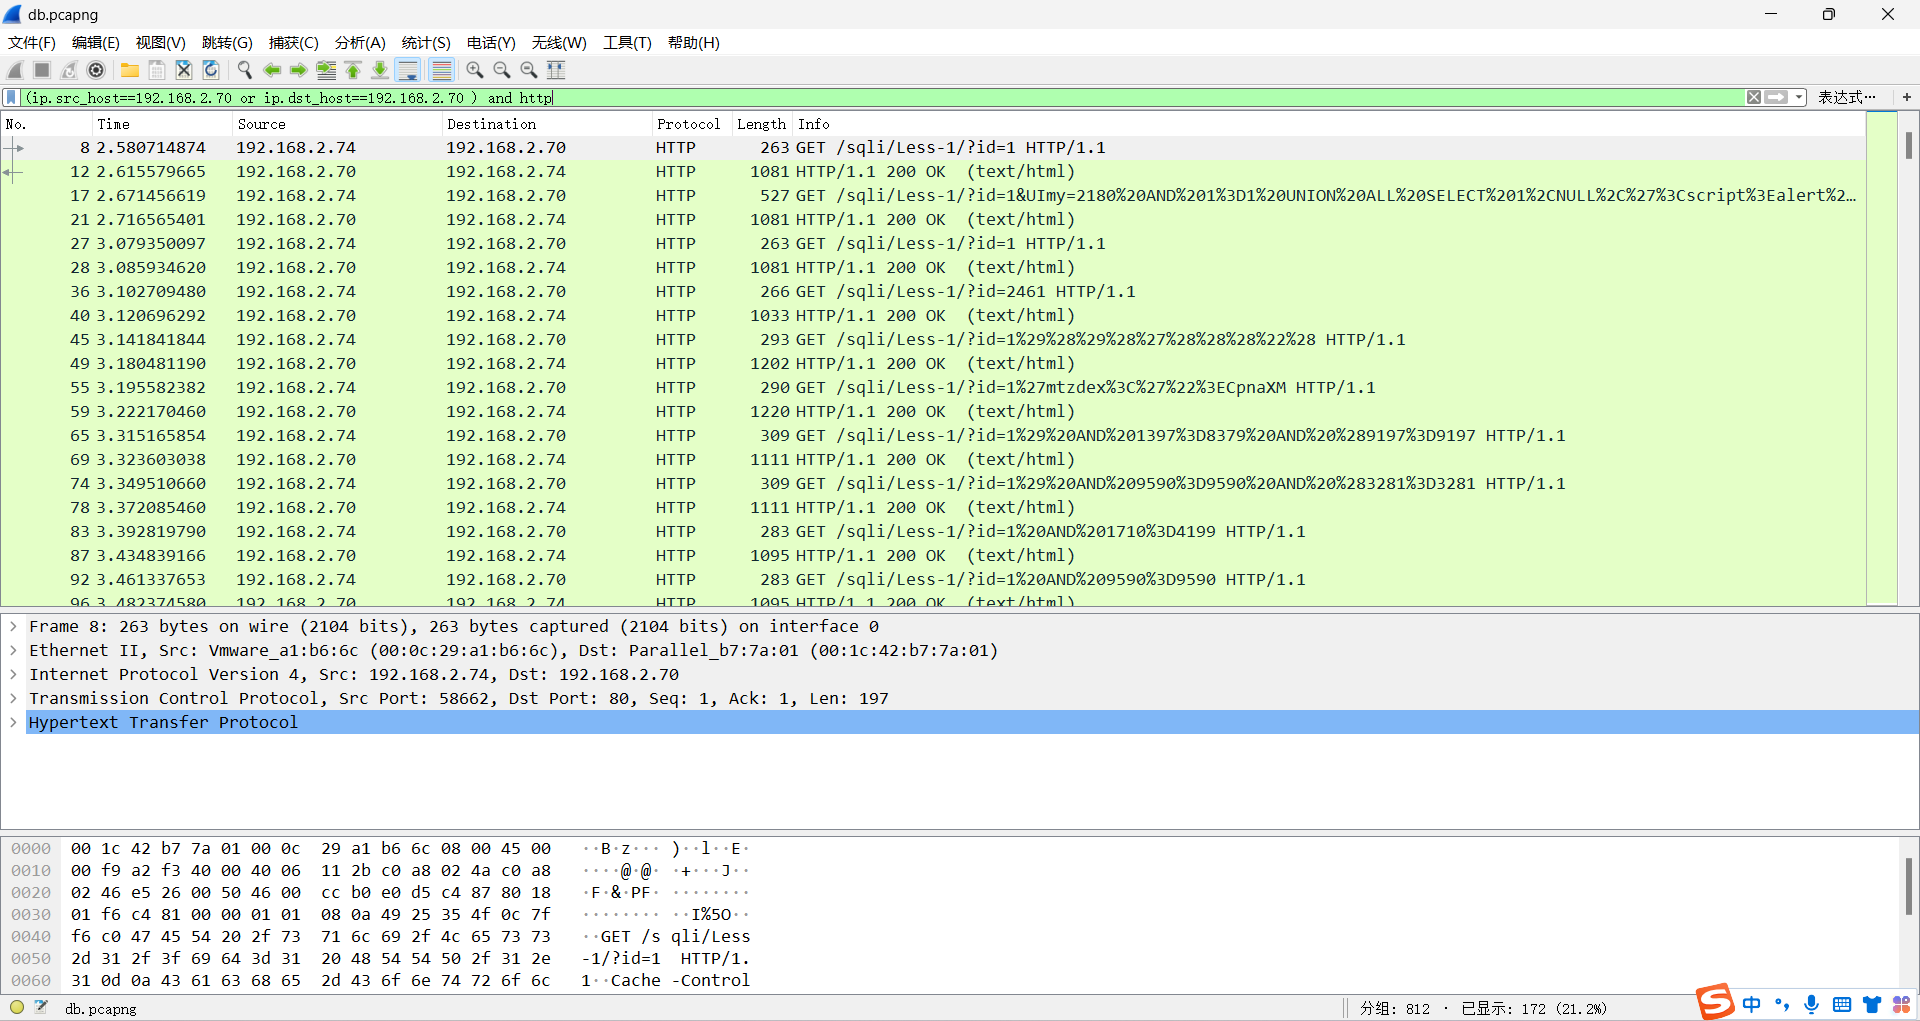 db.pcapng
文件(F) 编辑(E) 视图(V) 跳转(G) 捕获(C) 分析(A) 统计(S) 电话(Y) 无线(W) 工具(T) 帮助(H)
(ip.src_host==192.168.2.70 or ip.dst_host==192.168.2.70 ) and http 表达式… +
No. Time Source Destination Protocol Length Info
8 2.580714874 192.168.2.74 192.168.2.70 HTTP 263 GET /sqli/Less-1/?id=1 HTTP/1.1
12 2.615579665 192.168.2.70 192.168.2.74 HTTP 1081 HTTP/1.1 200 OK (text/html)
17 2.671456619 192.168.2.74 192.168.2.70 HTTP 527 GET /sqli/Less-1/?id=1&UImy=2180%20AND%201%3D1%20UNION%20ALL%20SELECT%201%2CNULL%2C%27%3Cscript%3Ealert%2…
21 2.716565401 192.168.2.70 192.168.2.74 HTTP 1081 HTTP/1.1 200 OK (text/html)
27 3.079350097 192.168.2.74 192.168.2.70 HTTP 263 GET /sqli/Less-1/?id=1 HTTP/1.1
28 3.085934620 192.168.2.70 192.168.2.74 HTTP 1081 HTTP/1.1 200 OK (text/html)
36 3.102709480 192.168.2.74 192.168.2.70 HTTP 266 GET /sqli/Less-1/?id=2461 HTTP/1.1
40 3.120696292 192.168.2.70 192.168.2.74 HTTP 1033 HTTP/1.1 200 OK (text/html)
45 3.141841844 192.168.2.74 192.168.2.70 HTTP 293 GET /sqli/Less-1/?id=1%29%28%29%28%27%28%28%28%22%28 HTTP/1.1
49 3.180481190 192.168.2.70 192.168.2.74 HTTP 1202 HTTP/1.1 200 OK (text/html)
55 3.195582382 192.168.2.74 192.168.2.70 HTTP 290 GET /sqli/Less-1/?id=1%27mtzdex%3C%27%22%3ECpnaXM HTTP/1.1
59 3.222170460 192.168.2.70 192.168.2.74 HTTP 1220 HTTP/1.1 200 OK (text/html)
65 3.315165854 192.168.2.74 192.168.2.70 HTTP 309 GET /sqli/Less-1/?id=1%29%20AND%201397%3D8379%20AND%20%289197%3D9197 HTTP/1.1
69 3.323603038 192.168.2.70 192.168.2.74 HTTP 1111 HTTP/1.1 200 OK (text/html)
74 3.349510660 192.168.2.74 192.168.2.70 HTTP 309 GET /sqli/Less-1/?id=1%29%20AND%209590%3D9590%20AND%20%283281%3D3281 HTTP/1.1
78 3.372085460 192.168.2.70 192.168.2.74 HTTP 1111 HTTP/1.1 200 OK (text/html)
83 3.392819790 192.168.2.74 192.168.2.70 HTTP 283 GET /sqli/Less-1/?id=1%20AND%201710%3D4199 HTTP/1.1
87 3.434839166 192.168.2.70 192.168.2.74 HTTP 1095 HTTP/1.1 200 OK (text/html)
92 3.461337653 192.168.2.74 192.168.2.70 HTTP 283 GET /sqli/Less-1/?id=1%20AND%209590%3D9590 HTTP/1.1
96 3.482374580 192.168.2.70 192.168.2.74 HTTP 1095 HTTP/1.1 200 OK (text/html)
Frame 8: 263 bytes on wire (2104 bits), 263 bytes captured (2104 bits) on interface 0
Ethernet II, Src: Vmware_a1:b6:6c (00:0c:29:a1:b6:6c), Dst: Parallel_b7:7a:01 (00:1c:42:b7:7a:01)
Internet Protocol Version 4, Src: 192.168.2.74, Dst: 192.168.2.70
Transmission Control Protocol, Src Port: 58662, Dst Port: 80, Seq: 1, Ack: 1, Len: 197
Hypertext Transfer Protocol
0000 00 1c 42 b7 7a 01 00 0c 29 a1 b6 6c 08 00 45 00 ··B·z··· )··l··E·
0010 00 f9 a2 f3 40 00 40 06 11 2b c0 a8 02 4a c0 a8 ····@·@· ·+···J··
0020 02 46 e5 26 00 50 46 00 cc b0 e0 d5 c4 87 80 18 ·F·&·PF· ········
0030 01 f6 c4 81 00 00 01 01 08 0a 49 25 35 4f 0c 7f ········ ··I%5O··
0040 f6 c0 47 45 54 20 2f 73 71 6c 69 2f 4c 65 73 73 ··GET /s qli/Less
0050 2d 31 2f 3f 69 64 3d 31 20 48 54 54 50 2f 31 2e -1/?id=1 HTTP/1.
0060 31 0d 0a 43 61 63 68 65 2d 43 6f 6e 74 72 6f 6c 1··Cache -Control
db.pcapng 分组: 812 · 已显示: 172 (21.2%) 中